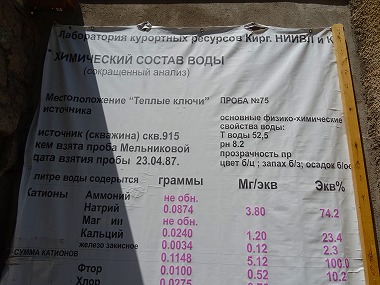 Лаборатория курортных ресурсов Кирг. НИИВЛ и К
ХИМИЧЕСКИЙ СОСТАВ ВОДЫ
(сокращенный анализ)
Местоположение "Теплые ключи" ПРОБА №75
источника
основные физико-химические
свойства воды:
источник (скважина) скв.915 Т воды 52,5
кем взята проба Мельниковой рн 8.2
дата взятия пробы 23.04.87. прозрачность пр
цвет б/ц ; запах б/з; осадок б/ос
литре воды содержится граммы Мг/экв Экв%
Катионы Аммоний не обн.
Натрий 0.0874 3.80 74.2
Маг ин не обн.
Кальций 0.0240 1.20 23.4
железо закисное 0.0034 0.12 2.3
СУММА КАТИОНОВ 0.1148 5.12 100.0
Фтор 0.0100 0.52 10.2
Хлор 0.0275